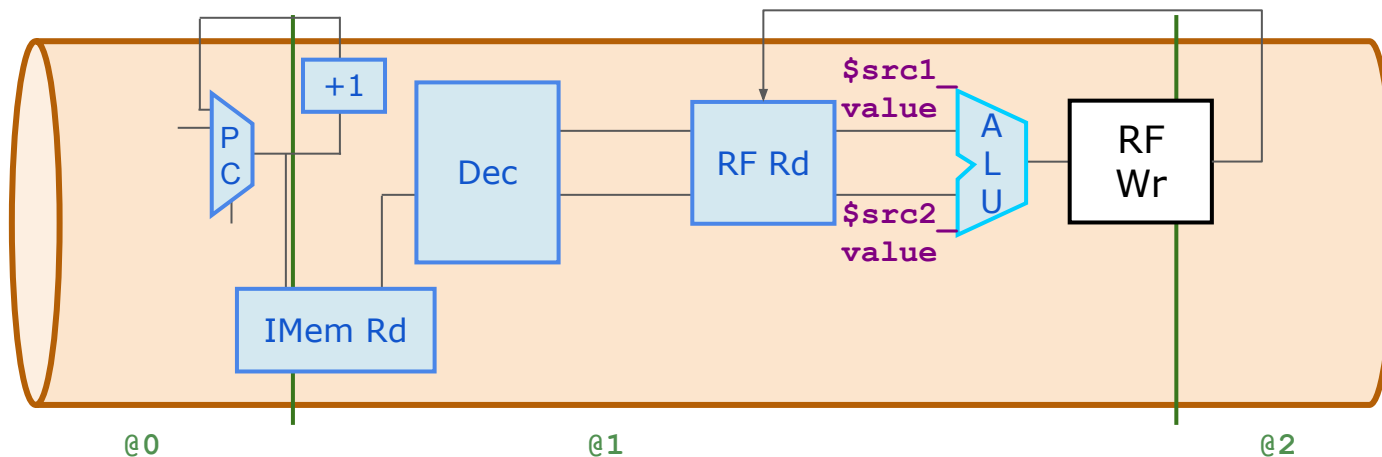 +1
P
C
IMem Rd
Dec
RF Rd
$src1_
value
$src2_
value
A
L
U
RF
Wr
@0
@1
@2